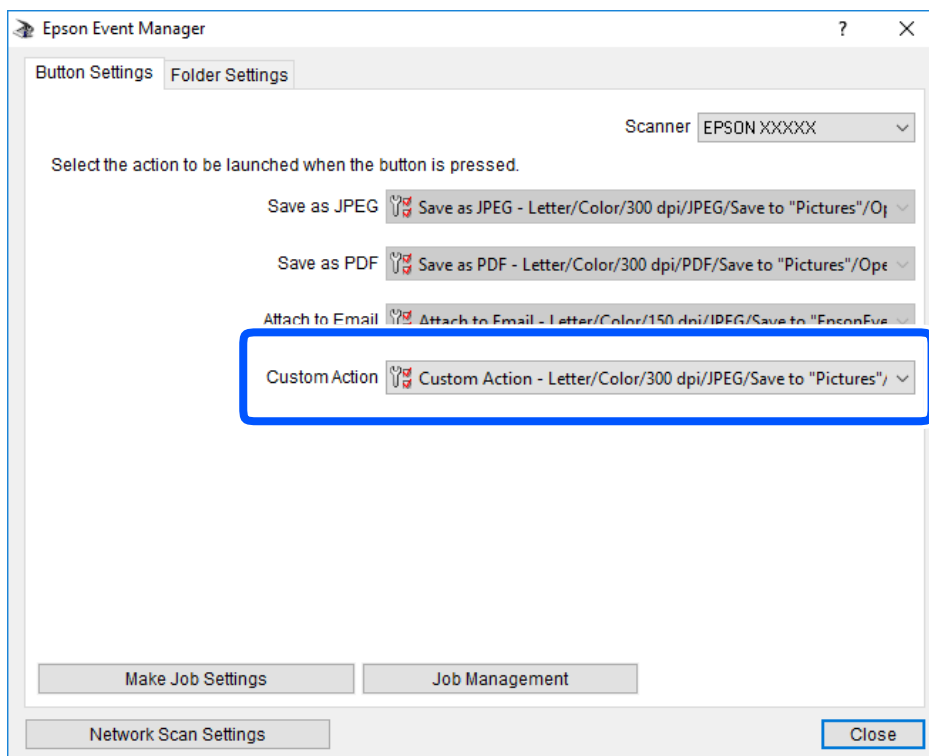 Epson Event Manager
Button Settings Folder Settings
Scanner EPSON XXXXX
Select the action to be launched when the button is pressed.
Save as JPEG Save as JPEG - Letter/Color/300 dpi/JPEG/Save to "Pictures"/Op
Save as PDF Save as PDF - Letter/Color/300 dpi/PDF/Save to "Pictures"/Ope
Attach to Email Attach to Email - Letter/Color/150 dpi/JPEG/Save to "EpsonEve
Custom Action Custom Action - Letter/Color/300 dpi/JPEG/Save to "Pictures"/
Make Job Settings Job Management
Network Scan Settings Close